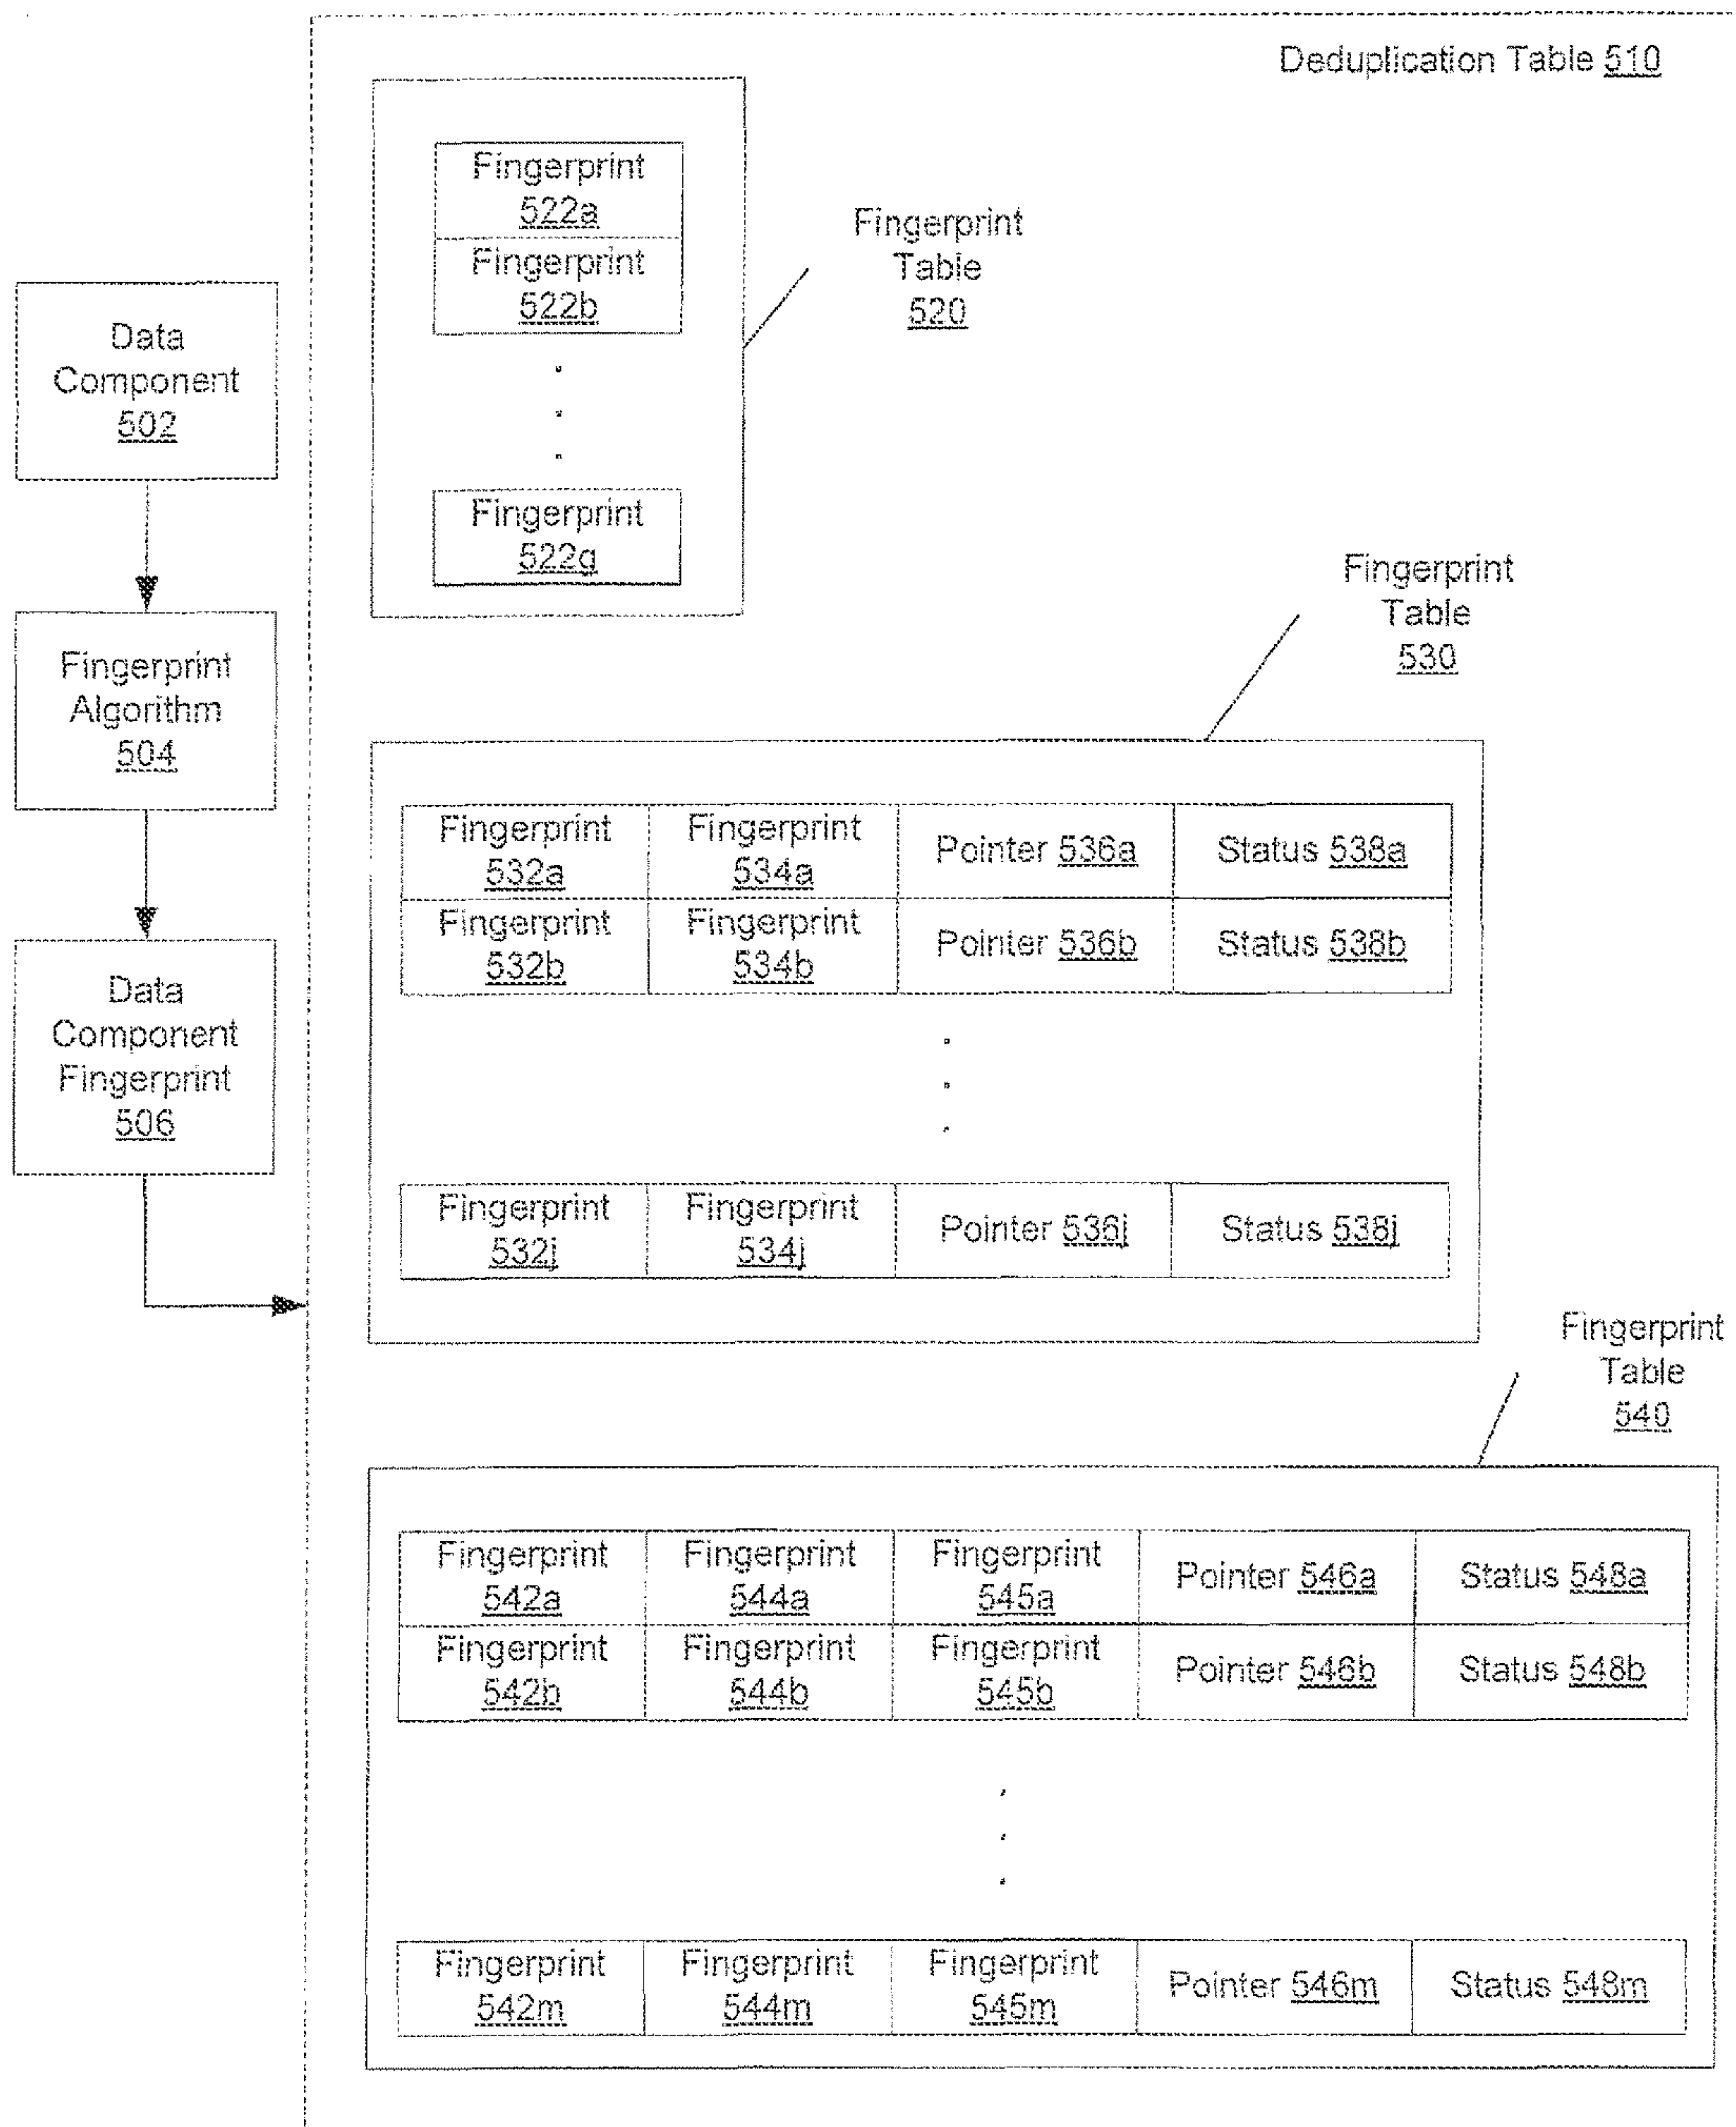 Deduplication Table 510
Fingerprint
522a
Fingerprint
522b
Fingerprint
522g
Fingerprint
Table
520
Data
Component
502
Fingerprint
Algorithm
504
Data
Component
Fingerprint
506
Fingerprint
Table
530
Fingerprint
532a
Fingerprint
534a
Pointer 536a
Status 538a
Fingerprint
532b
Fingerprint
534b
Pointer 536b
Status 538b
Fingerprint
532j
Fingerprint
534j
Pointer 536j
Status 538j
Fingerprint
Table
540
Fingerprint
542a
Fingerprint
544a
Fingerprint
545a
Pointer 546a
Status 548a
Fingerprint
542b
Fingerprint
544b
Fingerprint
545b
Pointer 546b
Status 548b
Fingerprint
542m
Fingerprint
544m
Fingerprint
545m
Pointer 546m
Status 548m